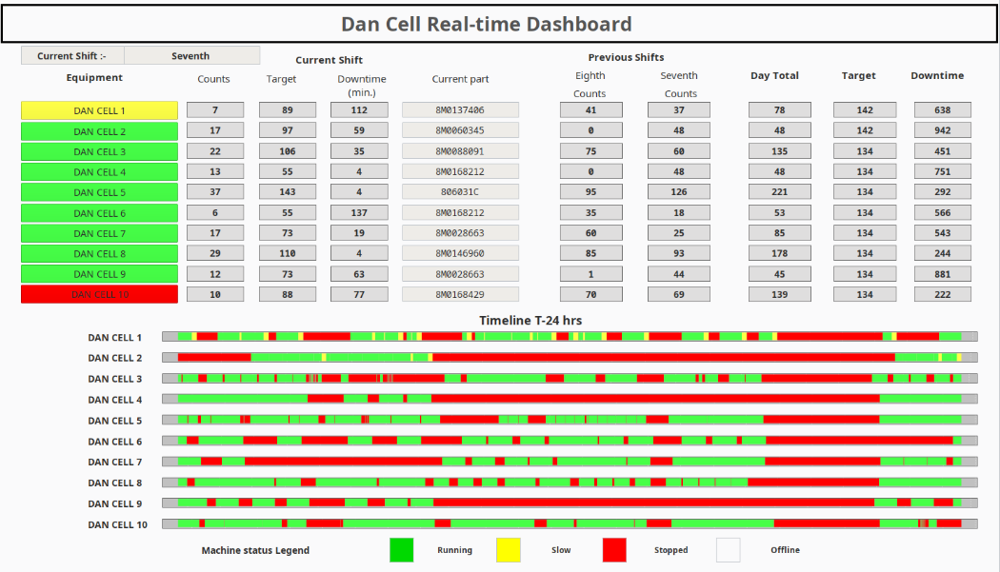 Dan Cell Real-time Dashboard
Current Shift :- Seventh
Current Shift
Previous Shifts
Equipment Counts Target Downtime (min.) Current part Eighth Counts Seventh Counts Day Total Target Downtime
DAN CELL 1 7 89 112 8M0137406 41 37 78 142 638
DAN CELL 2 17 97 59 8M0060345 0 48 48 142 942
DAN CELL 3 22 106 35 8M0088091 75 60 135 134 451
DAN CELL 4 13 55 4 8M0168212 0 48 48 134 751
DAN CELL 5 37 143 4 806031C 95 126 221 134 292
DAN CELL 6 6 55 137 8M0168212 35 18 53 134 566
DAN CELL 7 17 73 19 8M0028663 60 25 85 134 543
DAN CELL 8 29 110 4 8M0146960 85 93 178 134 244
DAN CELL 9 12 73 63 8M0028663 1 44 45 134 881
DAN CELL 10 10 88 77 8M0168429 70 69 139 134 222
Timeline T-24 hrs
DAN CELL 1
DAN CELL 2
DAN CELL 3
DAN CELL 4
DAN CELL 5
DAN CELL 6
DAN CELL 7
DAN CELL 8
DAN CELL 9
DAN CELL 10
Machine status Legend Running Slow Stopped Offline